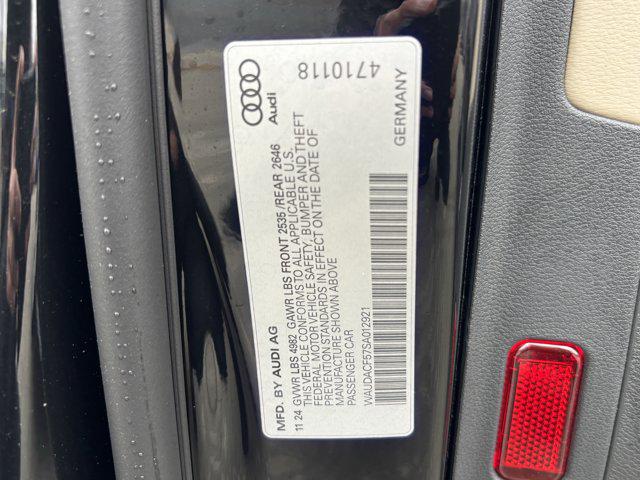 Audi
MFD. BY AUDI AG
11 24 GVWR LBS 4982 GAWR LBS FRONT 2535 /REAR 2646
THIS VEHICLE CONFORMS TO ALL APPLICABLE U.S.
FEDERAL MOTOR VEHICLE SAFETY, BUMPER AND THEFT
PREVENTION STANDARDS IN EFFECT ON THE DATE OF
MANUFACTURE SHOWN ABOVE
PASSENGER CAR
WAUDACF57SA012921
GERMANY
4710118